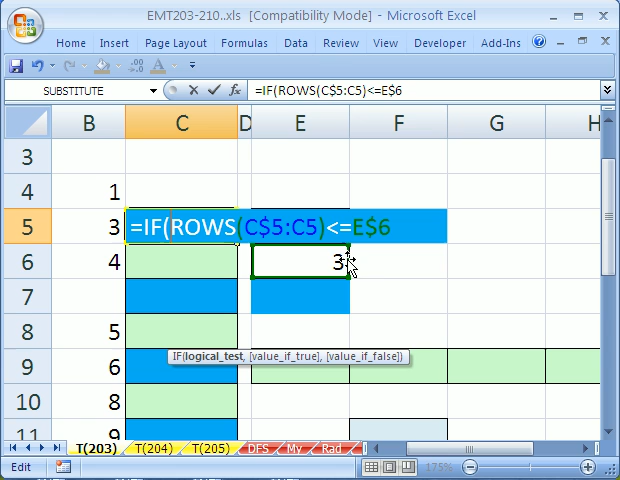 EMT203-210..xls [Compatibility Mode] - Microsoft Excel
Home Insert Page Layout Formulas Data Review View Developer Add-Ins
SUBSTITUTE =IF(ROWS(C$5:C5)<=E$6
B C D E F G H
3
4 1
5 3 =IF(ROWS(C$5:C5)<=E$6
6 4 3
7
8 5
IF(logical_test, [value_if_true], [value_if_false])
9 6
10 8
11 9
T(203) T(204) T(205) DFS My Rad
Edit 175%